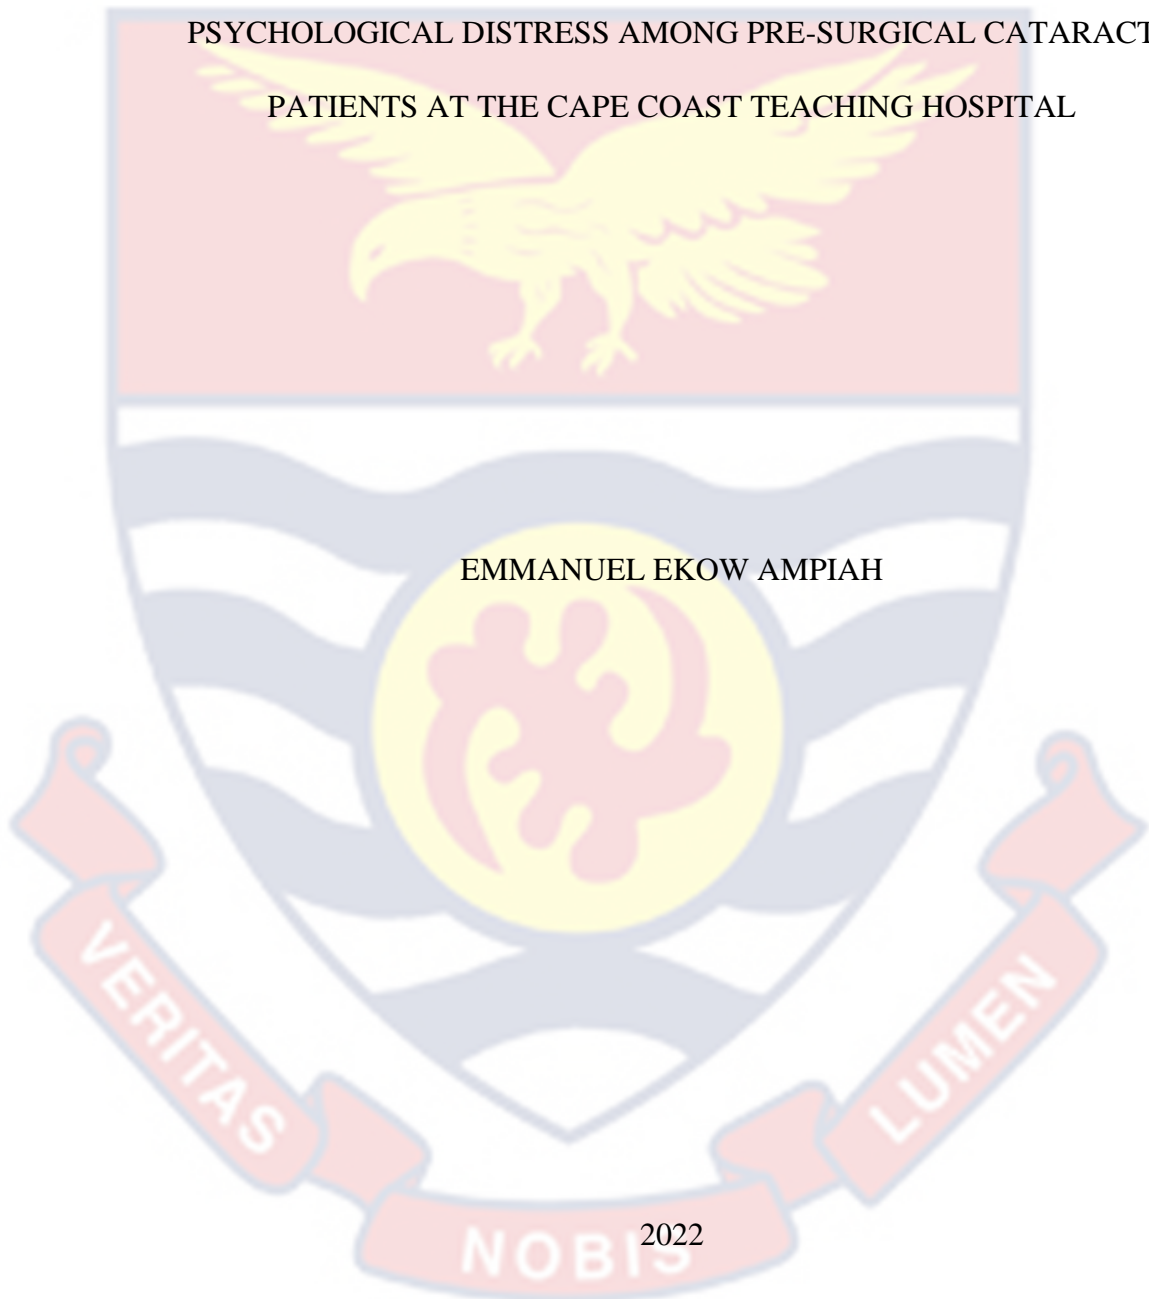 PSYCHOLOGICAL DISTRESS AMONG PRE-SURGICAL CATARACT
PATIENTS AT THE CAPE COAST TEACHING HOSPITAL
EMMANUEL EKOW AMPIAH
VERITAS
LUMEN
2022
NOBIS